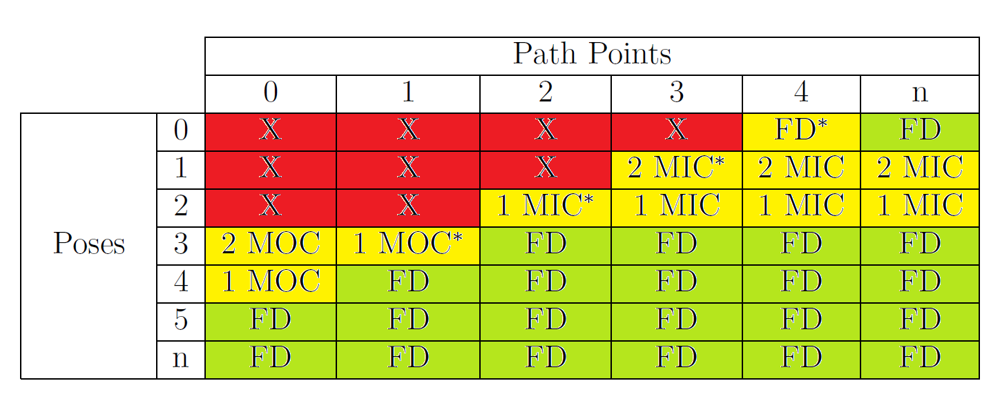 Path Points
0 1 2 3 4 n
0 X X X X FD* FD
1 X X X 2 MIC* 2 MIC 2 MIC
2 X X 1 MIC* 1 MIC 1 MIC 1 MIC
Poses 3 2 MOC 1 MOC* FD FD FD FD
4 1 MOC FD FD FD FD FD
5 FD FD FD FD FD FD
n FD FD FD FD FD FD